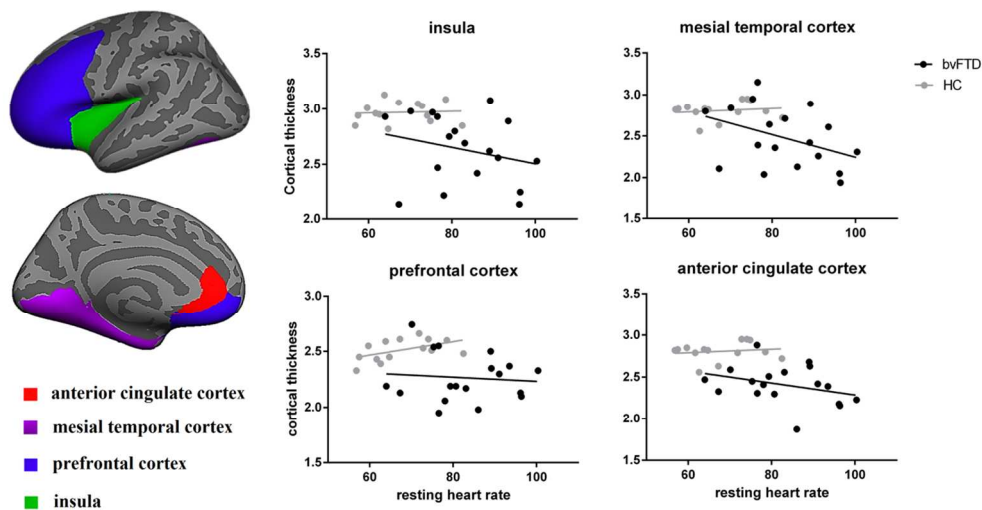 insula
3.5
3.0
2.5
2.0
Cortical thickness
60
80
100
mesial temporal cortex
3.5
3.0
2.5
2.0
1.5
60
80
100
bvFTD
HC
prefrontal cortex
3.0
2.5
2.0
1.5
cortical thickness
60
80
100
resting heart rate
anterior cingulate cortex
3.5
3.0
2.5
2.0
1.5
60
80
100
resting heart rate
anterior cingulate cortex
mesial temporal cortex
prefrontal cortex
insula